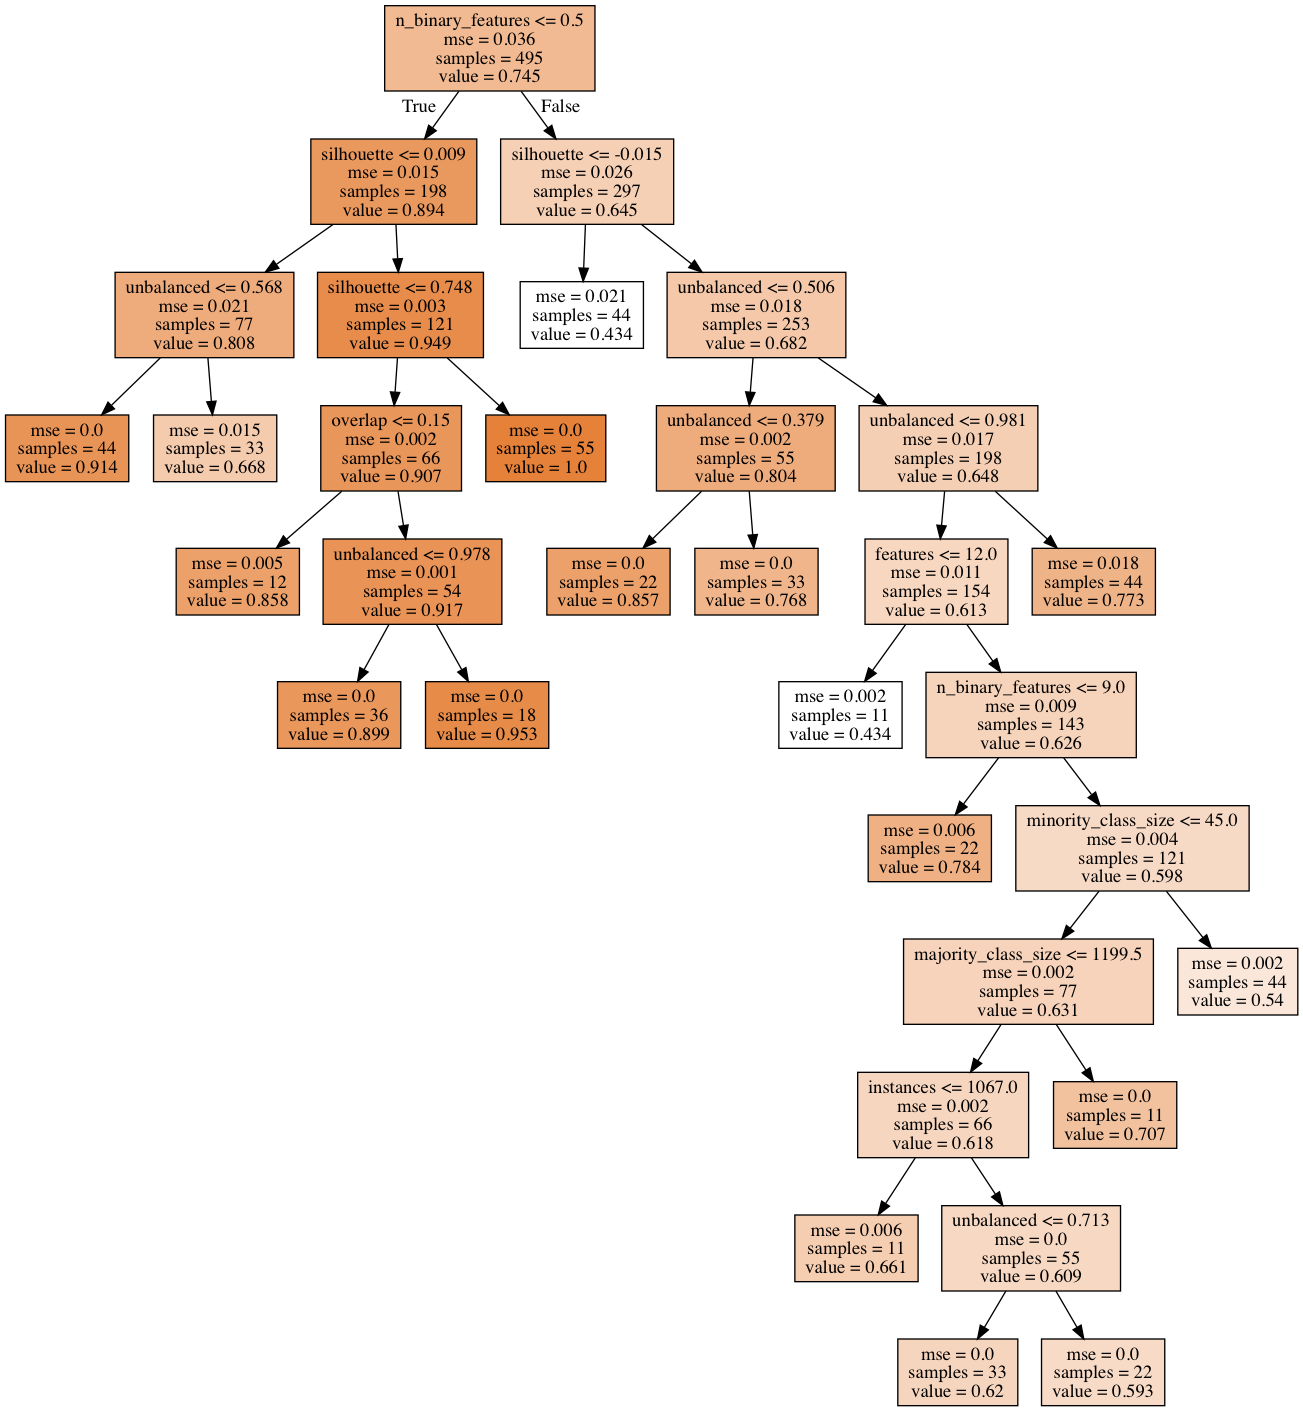 n_binary_features <= 0.5
mse = 0.036
samples = 495
value = 0.745
True
False
silhouette <= 0.009
mse = 0.015
samples = 198
value = 0.894
silhouette <= -0.015
mse = 0.026
samples = 297
value = 0.645
unbalanced <= 0.568
mse = 0.021
samples = 77
value = 0.808
silhouette <= 0.748
mse = 0.003
samples = 121
value = 0.949
mse = 0.021
samples = 44
value = 0.434
unbalanced <= 0.506
mse = 0.018
samples = 253
value = 0.682
mse = 0.0
samples = 44
value = 0.914
mse = 0.015
samples = 33
value = 0.668
overlap <= 0.15
mse = 0.002
samples = 66
value = 0.907
mse = 0.0
samples = 55
value = 1.0
unbalanced <= 0.379
mse = 0.002
samples = 55
value = 0.804
unbalanced <= 0.981
mse = 0.017
samples = 198
value = 0.648
mse = 0.005
samples = 12
value = 0.858
unbalanced <= 0.978
mse = 0.001
samples = 54
value = 0.917
mse = 0.0
samples = 22
value = 0.857
mse = 0.0
samples = 33
value = 0.768
features <= 12.0
mse = 0.011
samples = 154
value = 0.613
mse = 0.018
samples = 44
value = 0.773
mse = 0.0
samples = 36
value = 0.899
mse = 0.0
samples = 18
value = 0.953
mse = 0.002
samples = 11
value = 0.434
n_binary_features <= 9.0
mse = 0.009
samples = 143
value = 0.626
mse = 0.006
samples = 22
value = 0.784
minority_class_size <= 45.0
mse = 0.004
samples = 121
value = 0.598
majority_class_size <= 1199.5
mse = 0.002
samples = 77
value = 0.631
mse = 0.002
samples = 44
value = 0.54
instances <= 1067.0
mse = 0.002
samples = 66
value = 0.618
mse = 0.0
samples = 11
value = 0.707
mse = 0.006
samples = 11
value = 0.661
unbalanced <= 0.713
mse = 0.0
samples = 55
value = 0.609
mse = 0.0
samples = 33
value = 0.62
mse = 0.0
samples = 22
value = 0.593